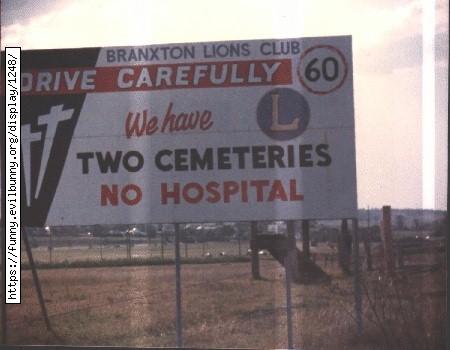 BRANXTON LIONS CLUB
DRIVE CAREFULLY
60
We have
L
TWO CEMETERIES
NO HOSPITAL
https://funny.evilbunny.org/display/1248/